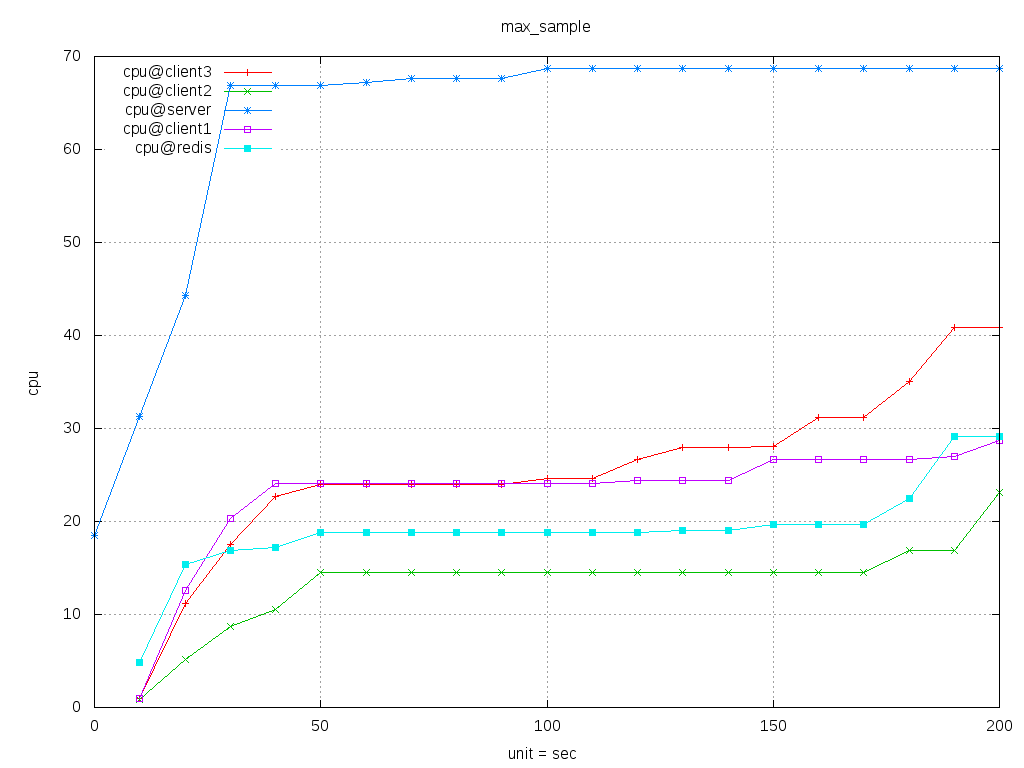 max_sample
70
60
50
40
30
20
10
0
cpu
cpu@client3
cpu@client2
cpu@server
cpu@client1
cpu@redis
0 50 100 150 200
unit = sec